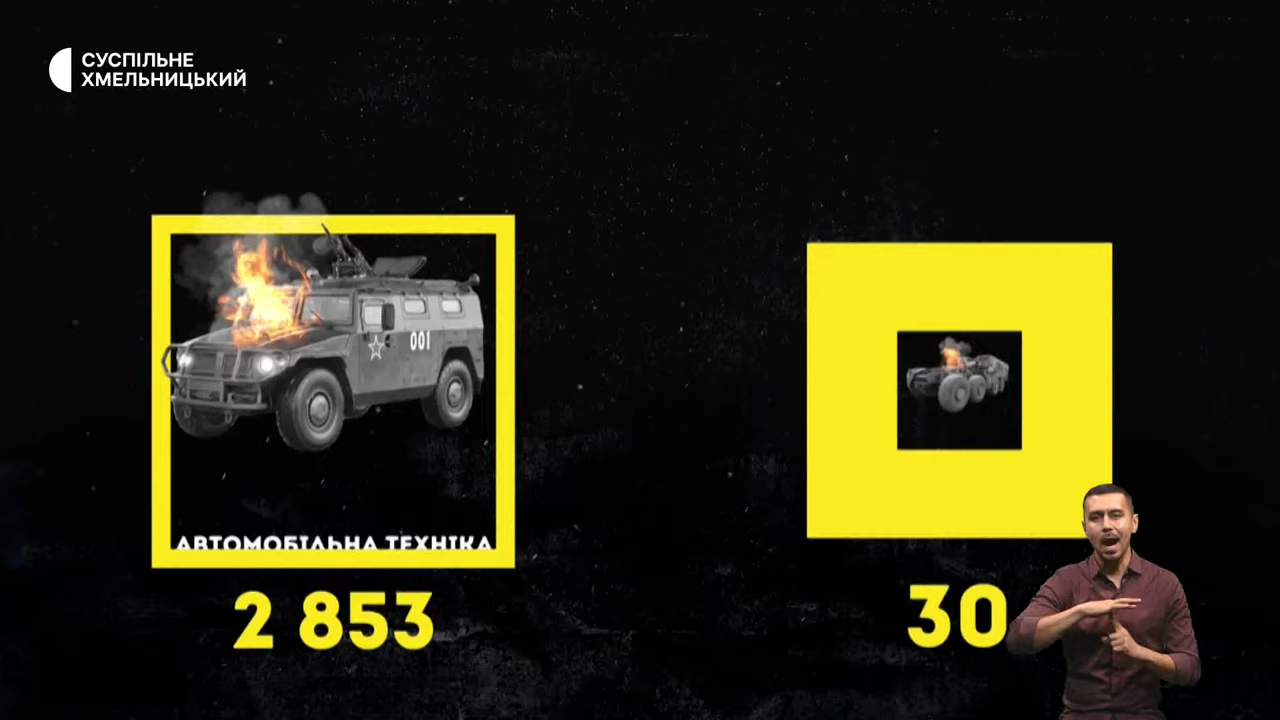 СУСПІЛЬНЕ
ХМЕЛЬНИЦЬКИЙ
001
АВТОМОБІЛЬНА ТЕХНІКА
2 853
30